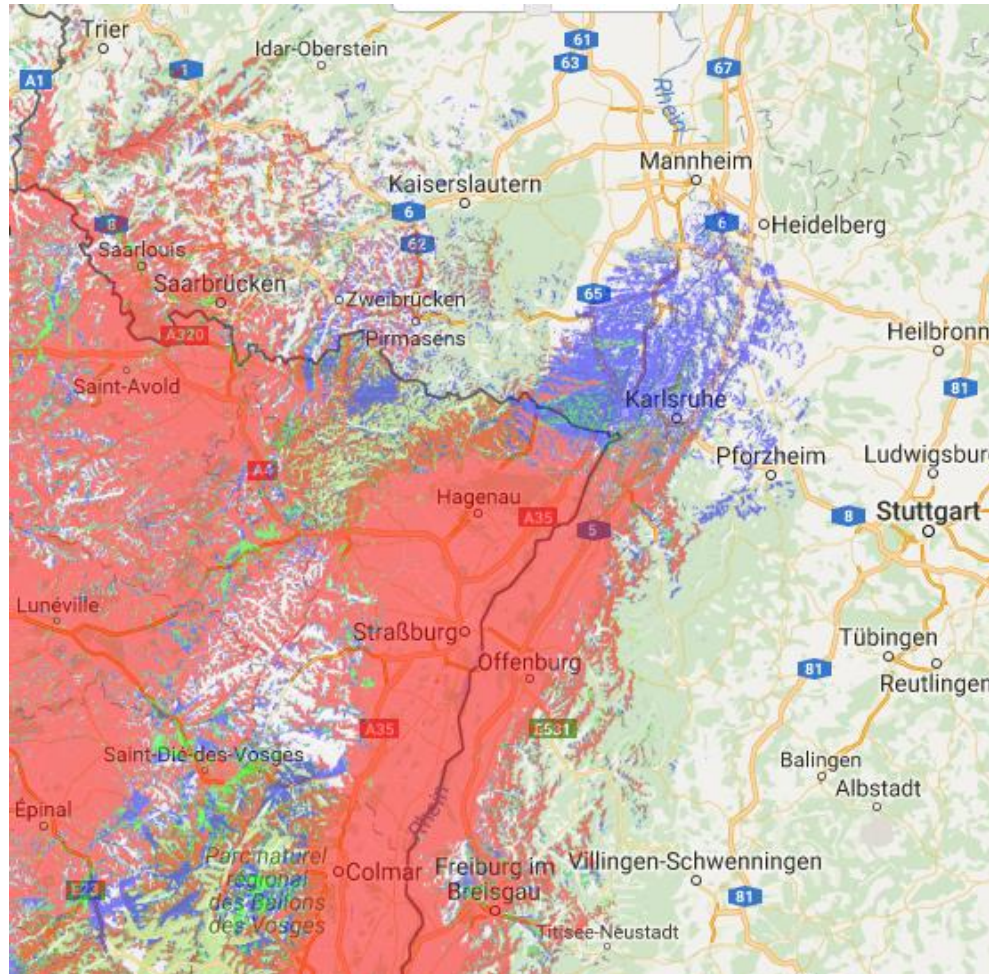 Trier
Idar-Oberstein
61
63
67
A1
1
Rhein
Mannheim
Kaiserslautern
6
62
6
Heidelberg
8
Saarlouis
Saarbrücken
Zweibrücken
65
A320
Pirmasens
Heilbronn
Saint-Avold
81
Karlsruhe
Pforzheim
Ludwigsburg
A4
Hagenau
A35
5
8
Stuttgart
Lunéville
Straßburg
Offenburg
Tübingen
81
Reutlingen
A35
E531
Saint-Dié-des-Vosges
Balingen
Albstadt
Épinal
Rhein
Parc naturel
régional
des Ballons
des Vosges
Colmar
Freiburg im
Breisgau
Villingen-Schwenningen
E23
81
Titisee-Neustadt